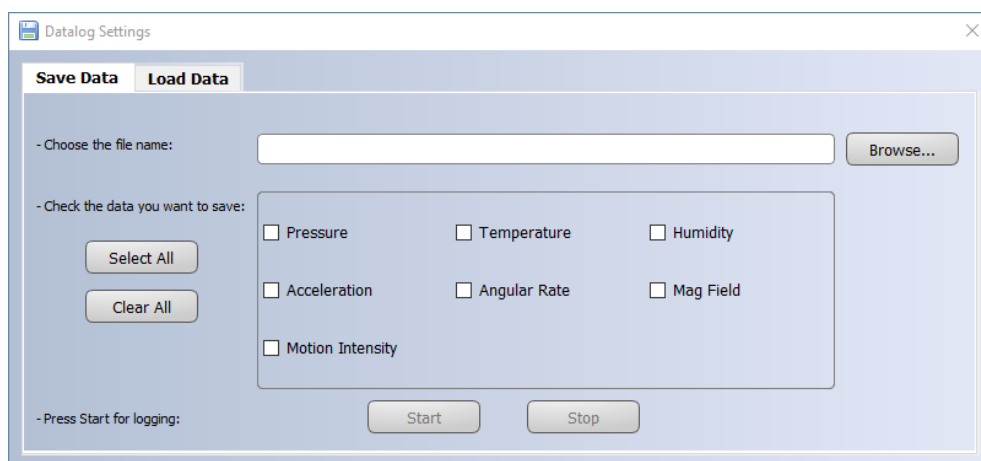 Datalog Settings
Save Data Load Data
- Choose the file name: Browse...
- Check the data you want to save:
Pressure Temperature Humidity
Select All
Acceleration Angular Rate Mag Field
Clear All
Motion Intensity
- Press Start for logging: Start Stop